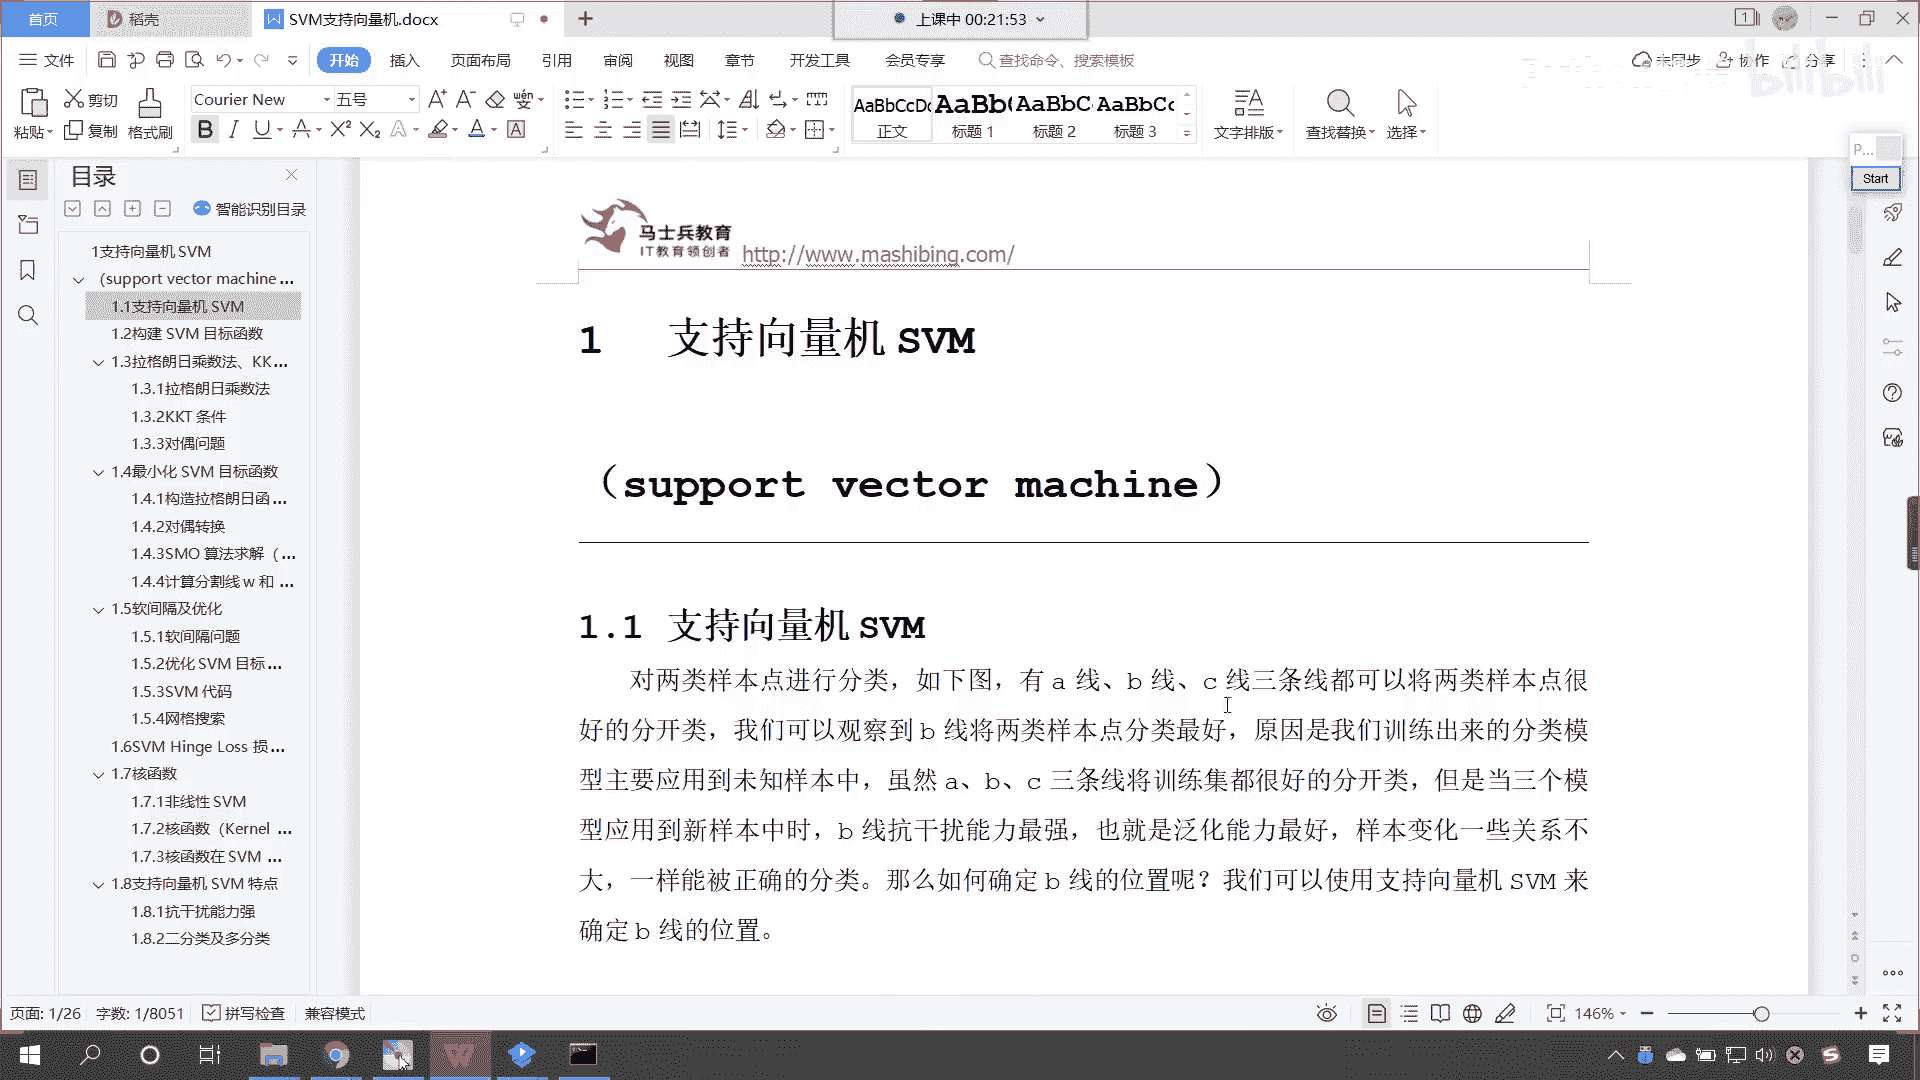 首页
稻壳
SVM支持向量机.docx
上课中 00:21:53
1
文件
开始
插入
页面布局
引用
审阅
视图
章节
开发工具
会员专享
查找命令、搜索模板
未同步
协作
分享
bilibili
粘贴
剪切
复制
格式刷
Courier New
五号
AaBbCcDd
正文
AaBb(
标题 1
AaBbC
标题 2
AaBbCc
标题 3
文字排版
查找替换
选择
P...
Start
目录
智能识别目录
1支持向量机 SVM
（support vector machine ...
1.1支持向量机 SVM
1.2构建 SVM 目标函数
1.3拉格朗日乘数法、KK...
1.3.1拉格朗日乘数法
1.3.2KKT 条件
1.3.3对偶问题
1.4最小化 SVM 目标函数
1.4.1构造拉格朗日函...
1.4.2对偶转换
1.4.3SMO 算法求解（...
1.4.4计算分割线 w 和 ...
1.5软间隔及优化
1.5.1软间隔问题
1.5.2优化 SVM 目标...
1.5.3SVM 代码
1.5.4网格搜索
1.6SVM Hinge Loss 损...
1.7核函数
1.7.1非线性 SVM
1.7.2核函数（Kernel ...
1.7.3核函数在 SVM ...
1.8支持向量机 SVM 特点
1.8.1抗干扰能力强
1.8.2二分类及多分类
马士兵教育
IT教育领创者
http://www.mashibing.com/
1 支持向量机 SVM
（support vector machine）
1.1 支持向量机 SVM
对两类样本点进行分类，如下图，有 a 线、b 线、c 线三条线都可以将两类样本点很
好的分开类，我们可以观察到 b 线将两类样本点分类最好，原因是我们训练出来的分类模
型主要应用到未知样本中，虽然 a、b、c 三条线将训练集都很好的分开类，但是当三个模
型应用到新样本中时，b 线抗干扰能力最强，也就是泛化能力最好，样本变化一些关系不
大，一样能被正确的分类。那么如何确定 b 线的位置呢？我们可以使用支持向量机 SVM 来
确定 b 线的位置。
页面: 1/26
字数: 1/8051
拼写检查
兼容模式
146%